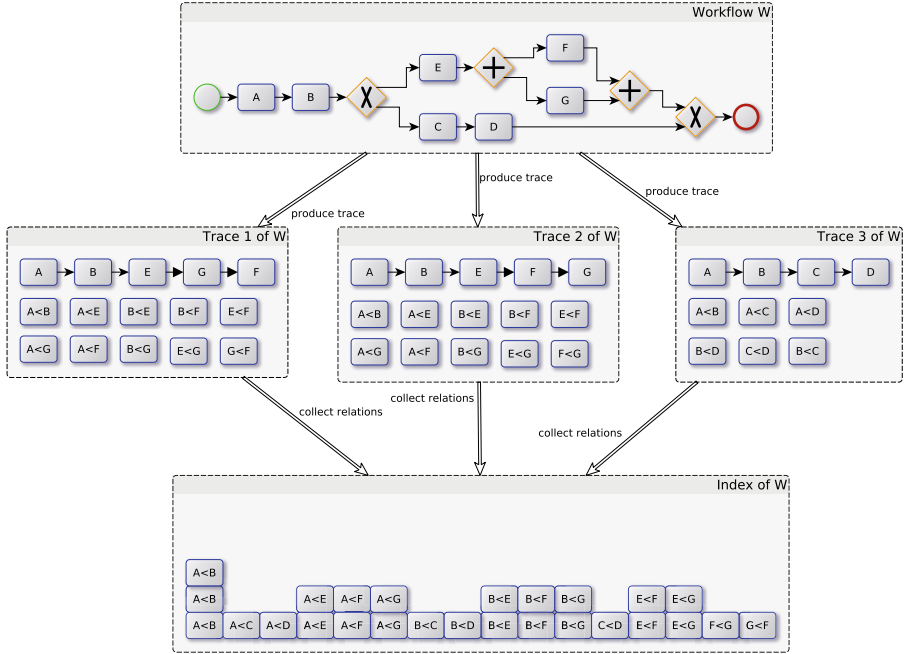 Workflow W
F
E
A B
G
C D
produce trace
produce trace
produce trace
Trace 1 of W
A B E G F
A<B A<E B<E B<F E<F
A<G A<F B<G E<G G<F
Trace 2 of W
A B E F G
A<B A<E B<E B<F E<F
A<G A<F B<G E<G F<G
Trace 3 of W
A B C D
A<B A<C A<D
B<D C<D B<C
collect relations
collect relations
collect relations
Index of W
A<B
A<B A<E A<F A<G B<E B<F B<G E<F E<G
A<B A<C A<D A<E A<F A<G B<C B<D B<E B<F B<G C<D E<F E<G F<G G<F